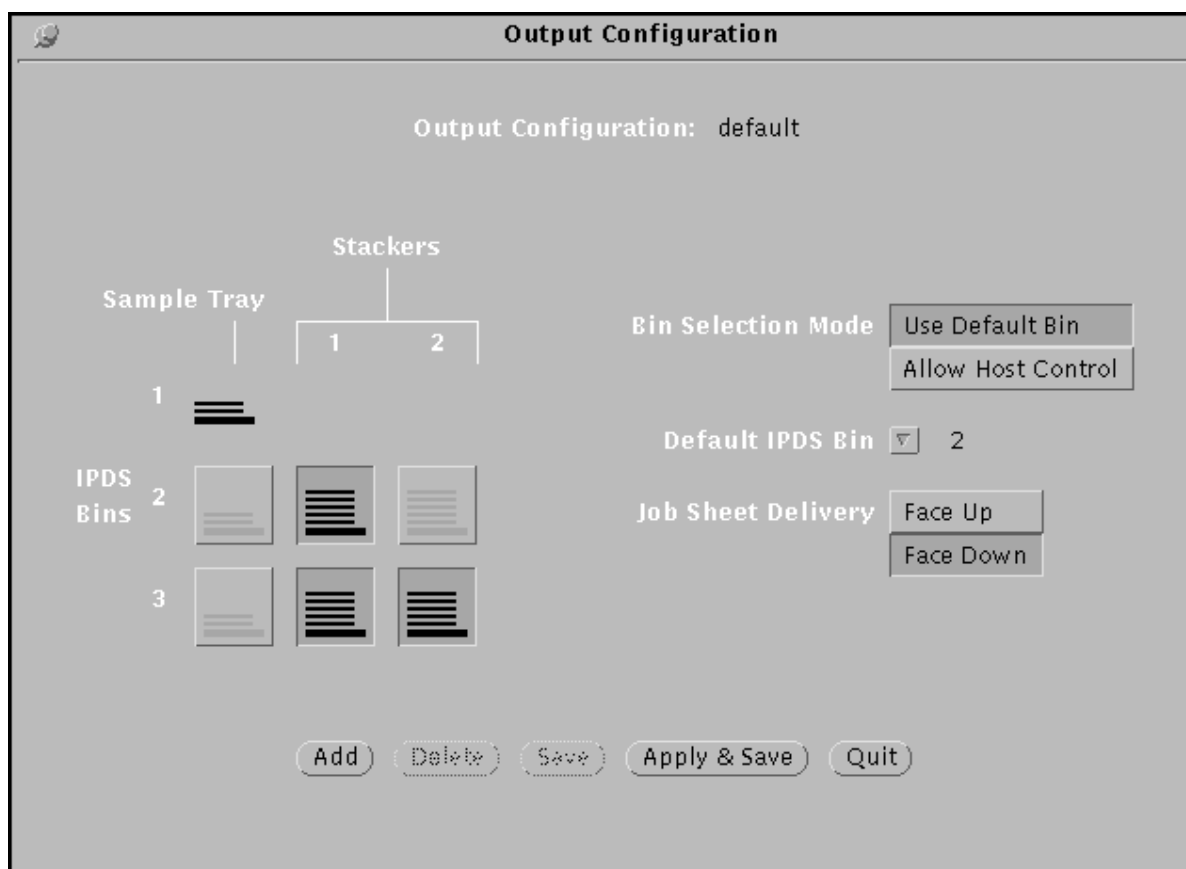 Output Configuration
Output Configuration: default
Stackers
Sample Tray
1 2
1
IPDS
Bins
2
3
Bin Selection Mode
Use Default Bin
Allow Host Control
Default IPDS Bin 2
Job Sheet Delivery
Face Up
Face Down
Add Delete Save Apply & Save Quit